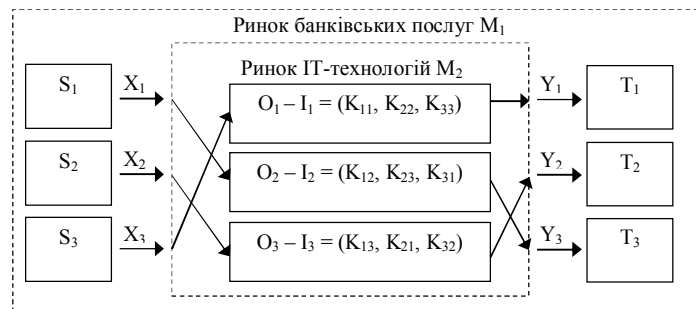 Ринок банківських послуг M₁
Ринок IT-технологій M₂
S₁ X₁ O₁ – I₁ = (K₁₁, K₂₂, K₃₃) Y₁ T₁
S₂ X₂ O₂ – I₂ = (K₁₂, K₂₃, K₃₁) Y₂ T₂
S₃ X₃ O₃ – I₃ = (K₁₃, K₂₁, K₃₂) Y₃ T₃